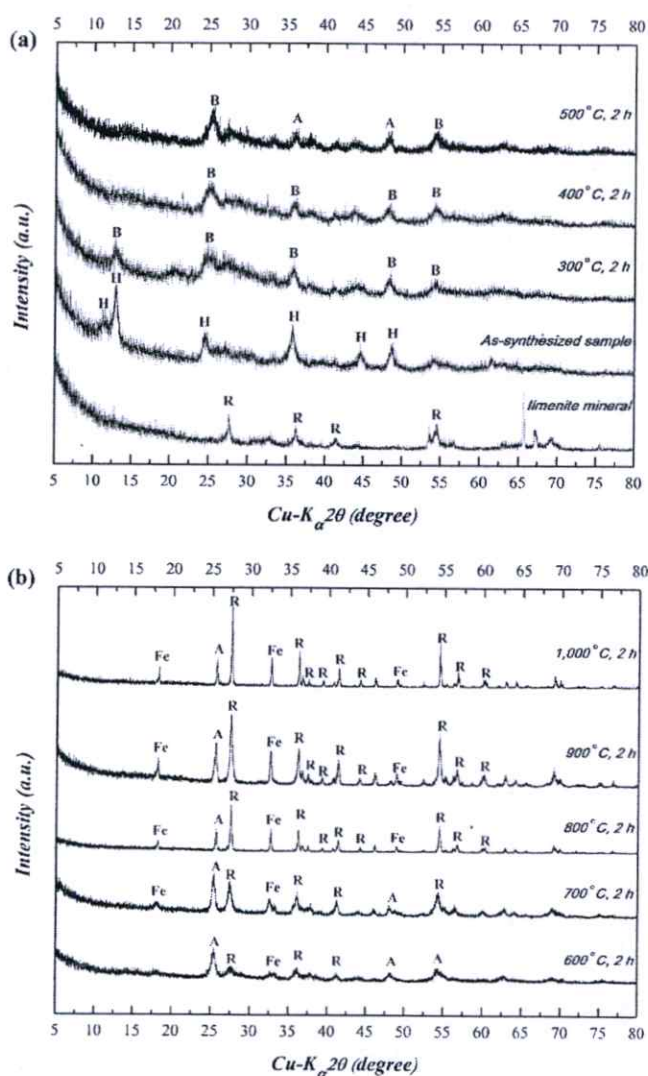 (a)
5 10 15 20 25 30 35 40 45 50 55 60 65 70 75 80
B A A B 500°C, 2 h
B B B B 400°C, 2 h
B B B B B 300°C, 2 h
H H H H H H As-synthesized sample
R R R R Ilmenite mineral
Intensity (a.u.)
5 10 15 20 25 30 35 40 45 50 55 60 65 70 75 80
Cu-Kα2θ (degree)
(b)
5 10 15 20 25 30 35 40 45 50 55 60 65 70 75 80
Fe A R Fe R R R R R Fe R R R 1,000°C, 2 h
Fe A R Fe R R R R R Fe R R R 900°C, 2 h
Fe A R Fe R R R R R Fe R R R 800°C, 2 h
Fe A R Fe R R A R 700°C, 2 h
A R Fe R R A A 600°C, 2 h
Intensity (a.u.)
5 10 15 20 25 30 35 40 45 50 55 60 65 70 75 80
Cu-Kα2θ (degree)